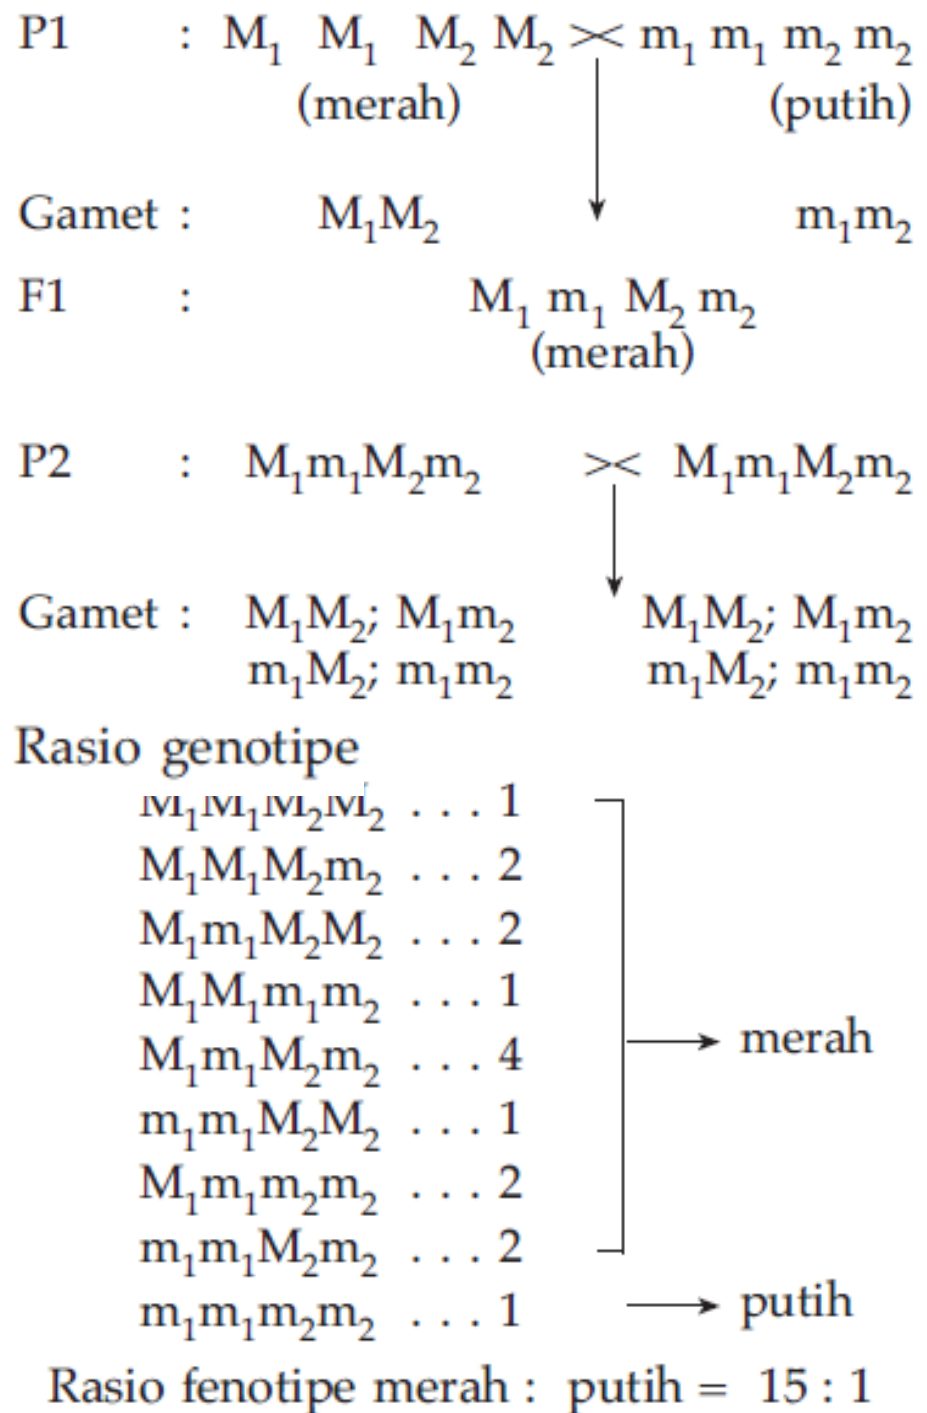 P1 : M₁ M₁ M₂ M₂ >< m₁ m₁ m₂ m₂
(merah) (putih)
Gamet : M₁M₂ m₁m₂
F1 : M₁ m₁ M₂ m₂
(merah)
P2 : M₁m₁M₂m₂ >< M₁m₁M₂m₂
Gamet : M₁M₂; M₁m₂ M₁M₂; M₁m₂
m₁M₂; m₁m₂ m₁M₂; m₁m₂
Rasio genotipe
M₁M₁M₂M₂ . . . 1
M₁M₁M₂m₂ . . . 2
M₁m₁M₂M₂ . . . 2
M₁M₁m₁m₂ . . . 1
M₁m₁M₂m₂ . . . 4 merah
m₁m₁M₂M₂ . . . 1
M₁m₁m₂m₂ . . . 2
m₁m₁M₂m₂ . . . 2
m₁m₁m₂m₂ . . . 1 putih
Rasio fenotipe merah : putih = 15 : 1